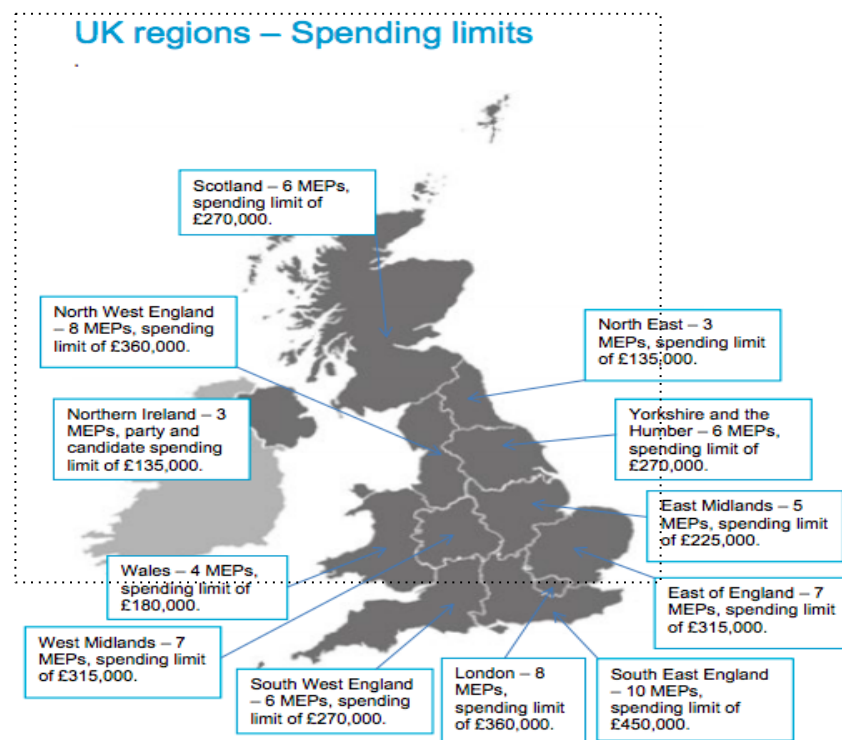 UK regions – Spending limits
.
Scotland – 6 MEPs,
spending limit of
£270,000.
North West England
– 8 MEPs, spending
limit of £360,000.
North East – 3
MEPs, spending limit
of £135,000.
Northern Ireland – 3
MEPs, party and
candidate spending
limit of £135,000.
Yorkshire and the
Humber – 6 MEPs,
spending limit of
£270,000.
East Midlands – 5
MEPs, spending limit
of £225,000.
Wales – 4 MEPs,
spending limit of
£180,000.
East of England – 7
MEPs, spending limit
of £315,000.
West Midlands – 7
MEPs, spending limit
of £315,000.
South West England
– 6 MEPs, spending
limit of £270,000.
London – 8
MEPs,
spending limit of
£360,000.
South East England
– 10 MEPs,
spending limit of
£450,000.